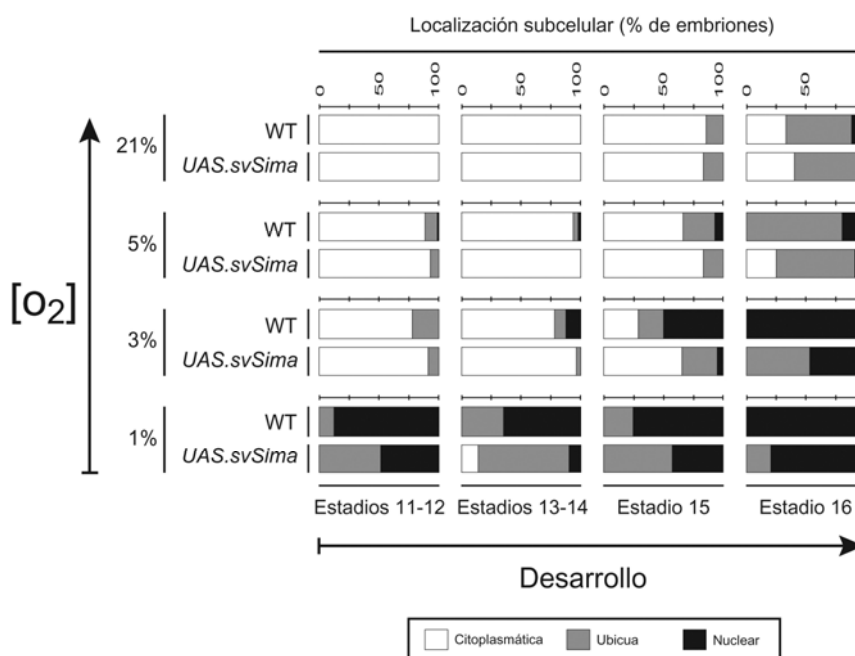 Localización subcelular (% de embriones)
0 50 100 0 50 100 0 50 100 0 50 100
21%
WT
UAS.svSima
5%
WT
UAS.svSima
[O₂]
3%
WT
UAS.svSima
1%
WT
UAS.svSima
Estadios 11-12 Estadios 13-14 Estadio 15 Estadio 16
Desarrollo
Citoplasmática Ubicua Nuclear